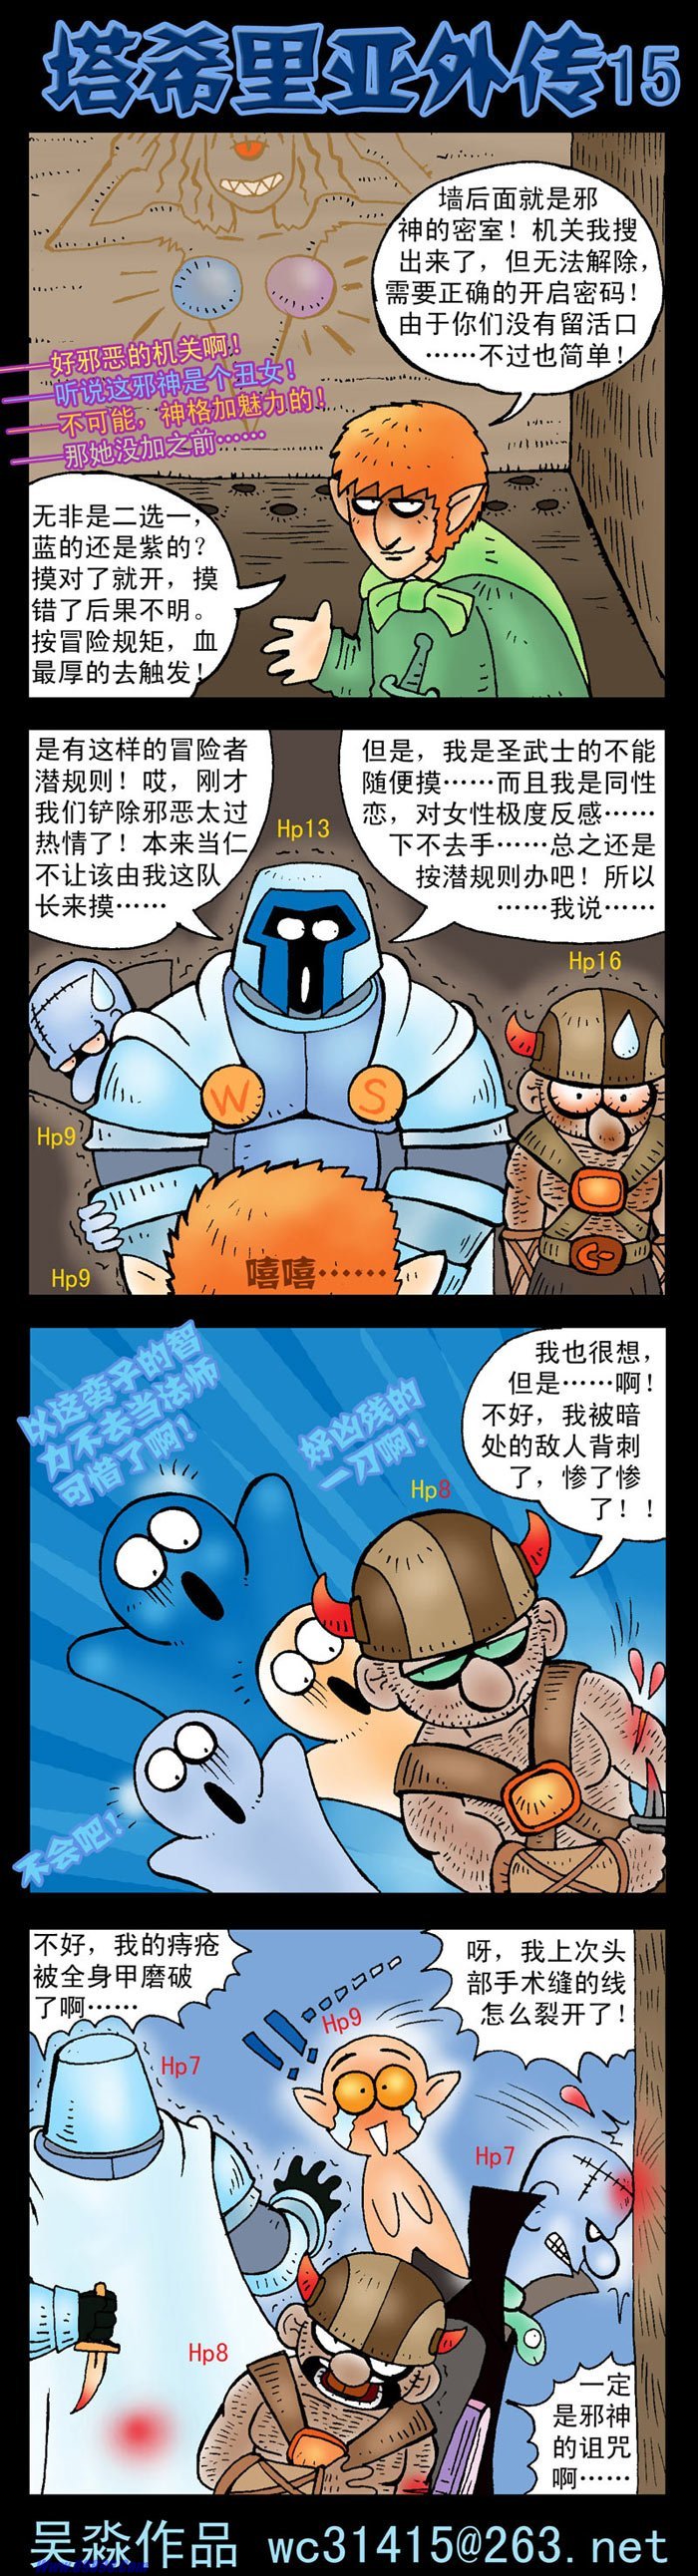 塔希里亚外传15
墙后面就是邪
神的密室！机关我搜
出来了，但无法解除，
需要正确的开启密码！
由于你们没有留活口
……不过也简单！
——好邪恶的机关啊！
——听说这邪神是个丑女！
——不可能，神格加魅力的！
——那她没加之前……
无非是二选一，
蓝的还是紫的？
摸对了就开，摸
错了后果不明。
按冒险规矩，血
最厚的去触发！
是有这样的冒险者
潜规则！哎，刚才
我们铲除邪恶太过
热情了！本来当仁
不让该由我这队
长来摸……
但是，我是圣武士的不能
随便摸……而且我是同性
恋，对女性极度反感……
下不去手……总之还是
按潜规则办吧！所以
……我说……
Hp13
Hp16
W S
Hp9
Hp9
嘻嘻……
以这蛮子的智
力不去当法师
可惜了啊！
好凶残的
一刀啊！
我也很想，
但是……啊！
不好，我被暗
处的敌人背刺
了，惨了惨
了！！
Hp8
不会吧！
不好，我的痔疮
被全身甲磨破
了啊……
呀，我上次头
部手术缝的线
怎么裂开了！
!!……
Hp9
Hp7
Hp7
Hp8
一定
是邪神
的诅咒
啊……
吴淼作品 wc31415@263.net